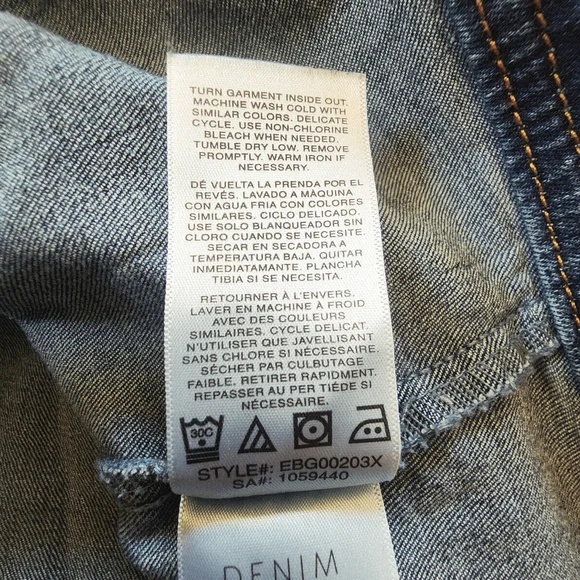 TURN GARMENT INSIDE OUT.
MACHINE WASH COLD WITH
SIMILAR COLORS. DELICATE
CYCLE. USE NON-CHLORINE
BLEACH WHEN NEEDED.
TUMBLE DRY LOW. REMOVE
PROMPTLY. WARM IRON IF
NECESSARY.
DÉ VUELTA LA PRENDA POR EL
REVÉS. LAVADO A MÀQUINA
CON AGUA FRIA CON COLORES
SIMILARES. CICLO DELICADO.
USE SOLO BLANQUEADOR SIN
CLORO CUANDO SE NECESITE.
SECAR EN SECADORA A
TEMPERATURA BAJA. QUITAR
INMEDIATAMENTE. PLANCHA
TIBIA SI SE NECESITA.
RETOURNER À L'ENVERS.
LAVER EN MACHINE À FROID
AVEC DES COULEURS
SIMILAIRES. CYCLE DELICAT.
N'UTILISER QUE JAVELLISANT
SANS CHLORE SI NÉCESSAIRE.
SÉCHER PAR CULBUTAGE
FAIBLE. RETIRER RAPIDMENT.
REPASSER AU PER TIÈDE SI
NÉCESSAIRE.
30C
STYLE#: EBG00203X
SA#: 1059440
DENIM